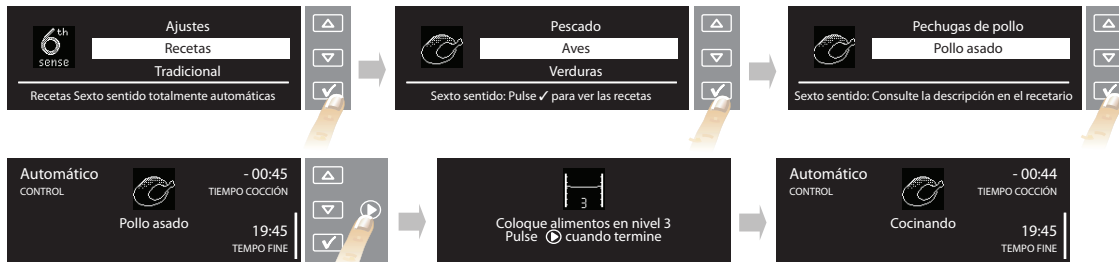 6th
sense
Ajustes
Recetas
Tradicional
Recetas Sexto sentido totalmente automáticas
Pescado
Aves
Verduras
Sexto sentido: Pulse ✓ para ver las recetas
Pechugas de pollo
Pollo asado
Sexto sentido: Consulte la descripción en el recetario
Automático
CONTROL
- 00:45
TIEMPO COCCIÓN
Pollo asado
19:45
TEMPO FINE
3
Coloque alimentos en nivel 3
Pulse ▶ cuando termine
Automático
CONTROL
- 00:44
TIEMPO COCCIÓN
Cocinando
19:45
TEMPO FINE